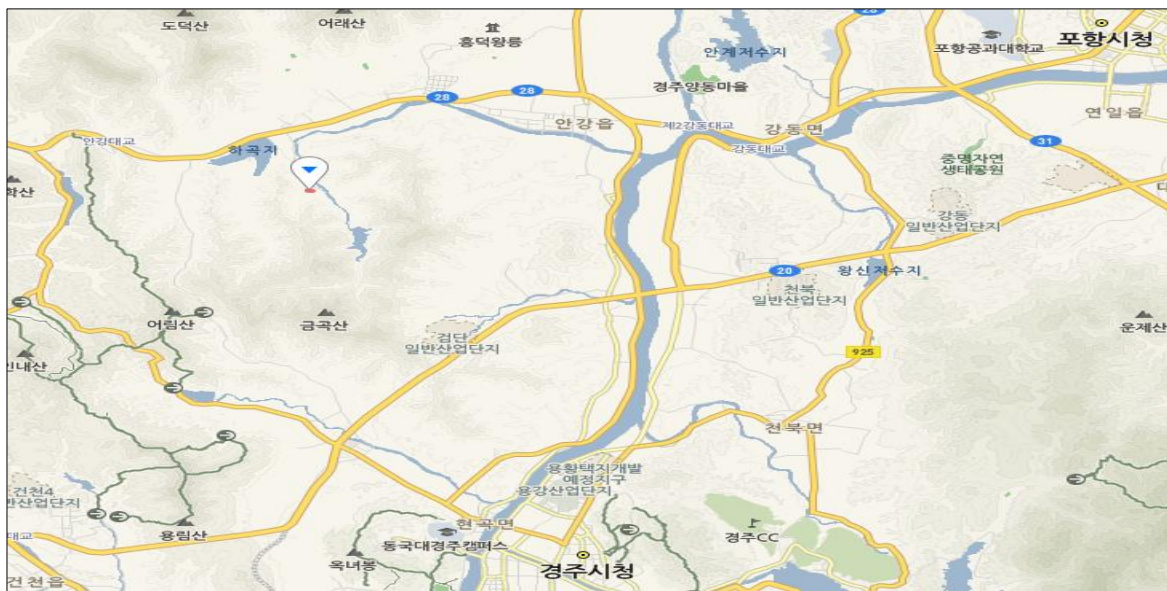 도덕산
어래산
흥덕왕릉
28
안계저수지
포항공과대학교
포항시청
경주양동마을
28
28
안강읍
제2강동대교
강동면
연일읍
안강대교
하곡지
강동대교
31
중명자연
생태공원
학산
강동
일반산업단지
20
왕신저수지
천북
일반산업단지
어림산
금곡산
검단
일반산업단지
운제산
인내산
925
천북면
용황택지개발
예정지구
용강산업단지
건천4
반산업단지
현곡면
동국대경주캠퍼스
경주CC
용림산
대교
옥녀봉
경주시청
건천읍